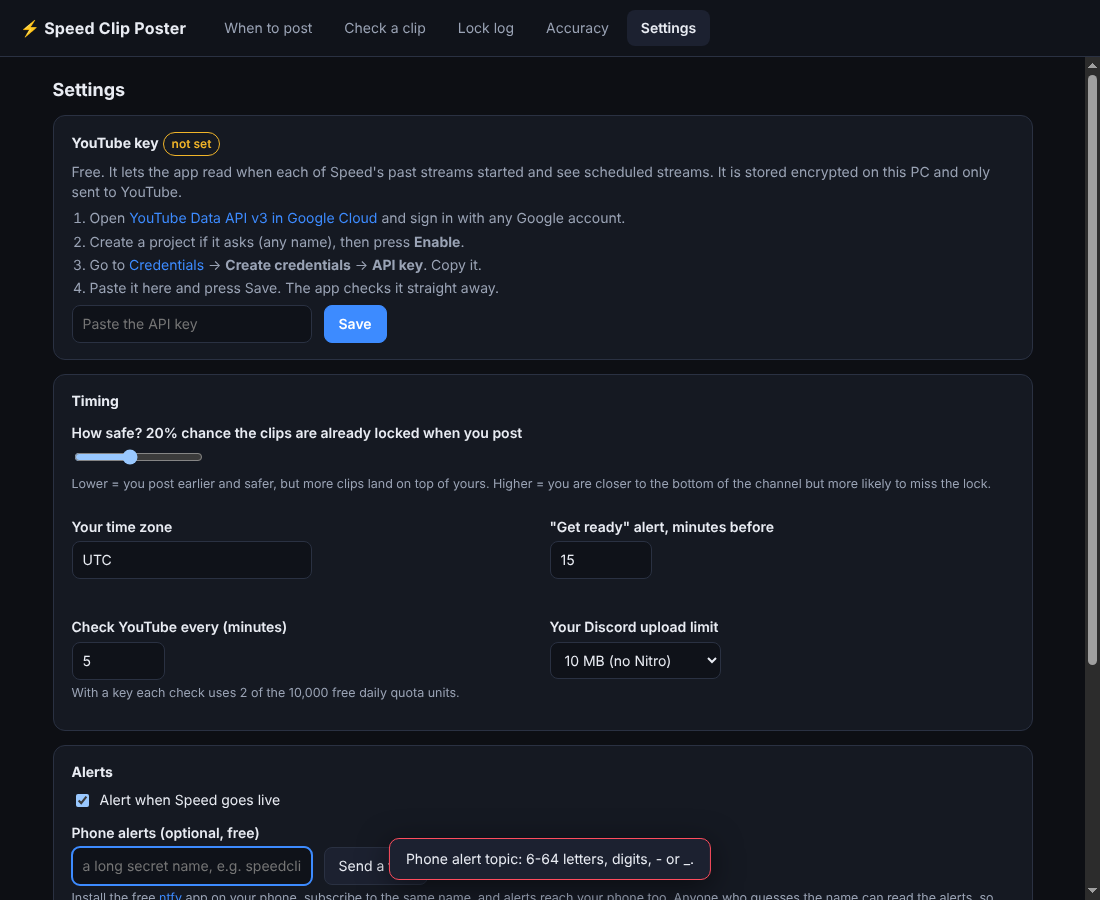 ⚡ Speed Clip Poster When to post Check a clip Lock log Accuracy Settings
Settings
YouTube key not set
Free. It lets the app read when each of Speed's past streams started and see scheduled streams. It is stored encrypted on this PC and only
sent to YouTube.
1. Open YouTube Data API v3 in Google Cloud and sign in with any Google account.
2. Create a project if it asks (any name), then press Enable.
3. Go to Credentials → Create credentials → API key. Copy it.
4. Paste it here and press Save. The app checks it straight away.
Paste the API key Save
Timing
How safe? 20% chance the clips are already locked when you post
Lower = you post earlier and safer, but more clips land on top of yours. Higher = you are closer to the bottom of the channel but more likely to miss the lock.
Your time zone "Get ready" alert, minutes before
UTC 15
Check YouTube every (minutes) Your Discord upload limit
5 10 MB (no Nitro)
With a key each check uses 2 of the 10,000 free daily quota units.
Alerts
Alert when Speed goes live
Phone alerts (optional, free)
a long secret name, e.g. speedcli Send a
Phone alert topic: 6-64 letters, digits, - or _.
Install the free ntfy app on your phone, subscribe to the same name, and alerts reach your phone too. Anyone who guesses the name can read the alerts, so